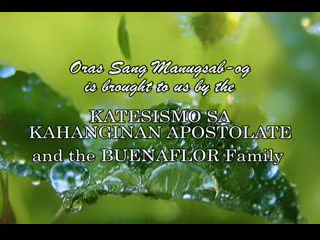 Oras Sang Manugsab-og
is brought to us by the
KATESISMO SA
KAHANGINAN APOSTOLATE
and the BUENAFLOR Family